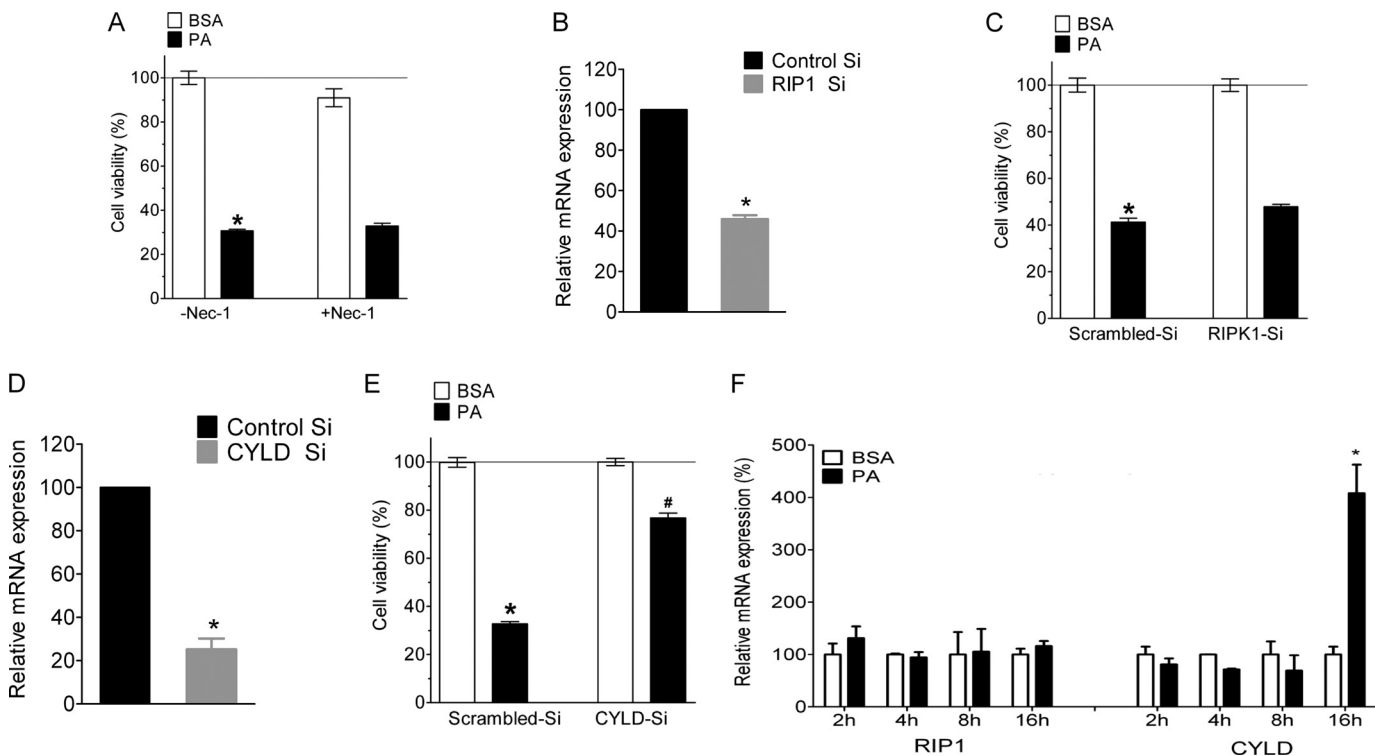 A
BSA
PA
Cell viability (%)
100
80
60
40
20
0
*
-Nec-1
+Nec-1
B
Control Si
RIP1 Si
Relative mRNA expression
120
100
80
60
40
20
0
*
C
BSA
PA
Cell viability (%)
100
80
60
40
20
0
*
Scrambled-Si
RIPK1-Si
D
Control Si
CYLD Si
Relative mRNA expression
120
100
80
60
40
20
0
*
E
BSA
PA
Cell viability (%)
100
80
60
40
20
0
*
#
Scrambled-Si
CYLD-Si
F
BSA
PA
Relative mRNA expression (%)
500
400
300
200
100
0
*
2h 4h 8h 16h 2h 4h 8h 16h
RIP1 CYLD